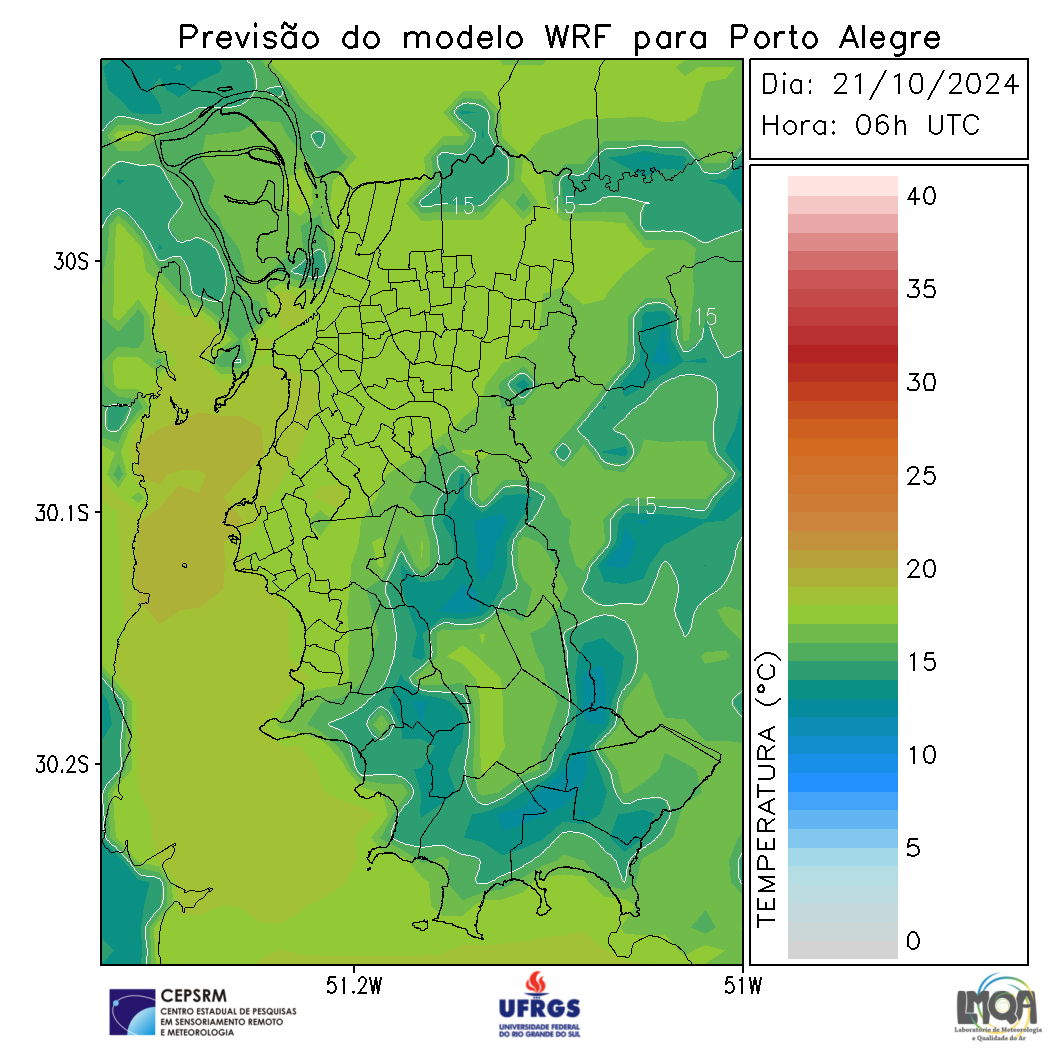 Previsão do modelo WRF para Porto Alegre
Dia: 21/10/2024
Hora: 06h UTC
40
35
30
25
20
15
10
5
0
TEMPERATURA (°C)
30S
30.1S
30.2S
51.2W
51W
15
15
15
15
CEPSRM
CENTRO ESTADUAL DE PESQUISAS
EM SENSORIAMENTO REMOTO
E METEOROLOGIA
UFRGS
UNIVERSIDADE FEDERAL
DO RIO GRANDE DO SUL
LMQA
Laboratório de Meteorologia
e Qualidade do Ar